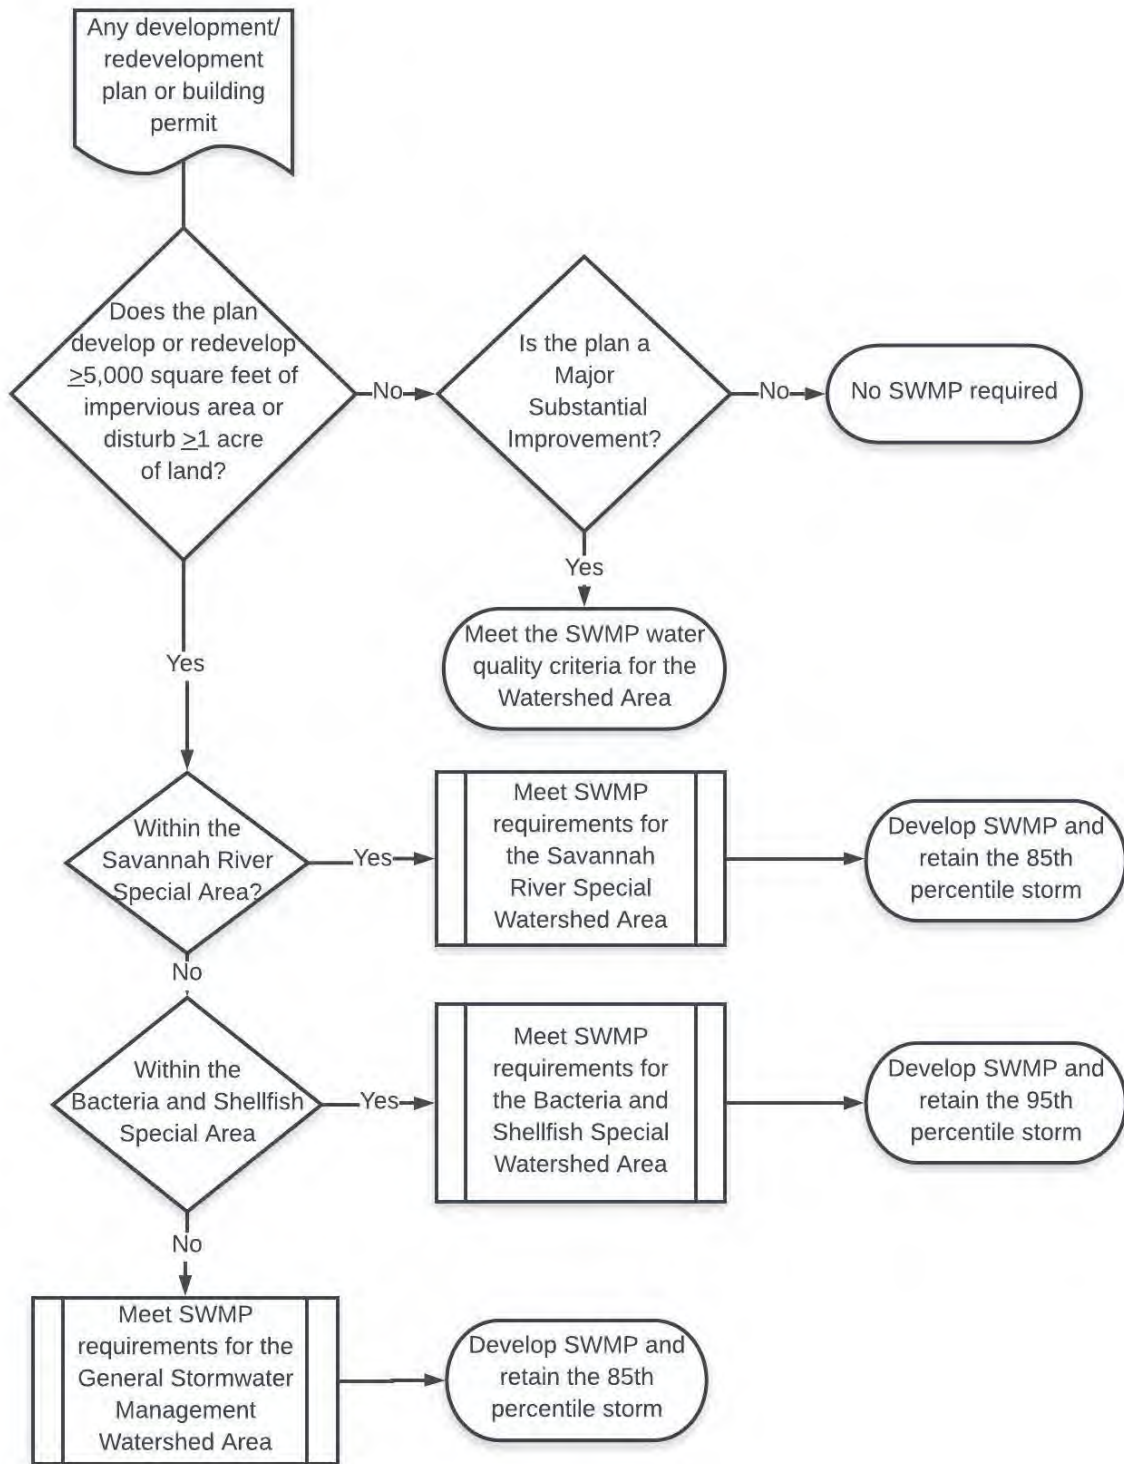 Any development/
redevelopment
plan or building
permit
Does the plan
develop or redevelop
≥5,000 square feet of
impervious area or
disturb ≥1 acre
of land?
No
Is the plan a
Major
Substantial
Improvement?
No
No SWMP required
Yes
Meet the SWMP water
quality criteria for the
Watershed Area
Yes
Within the
Savannah River
Special Area?
Yes
Meet SWMP
requirements for
the Savannah
River Special
Watershed Area
Develop SWMP and
retain the 85th
percentile storm
No
Within the
Bacteria and Shellfish
Special Area
Yes
Meet SWMP
requirements for
the Bacteria and
Shellfish Special
Watershed Area
Develop SWMP and
retain the 95th
percentile storm
No
Meet SWMP
requirements for the
General Stormwater
Management
Watershed Area
Develop SWMP and
retain the 85th
percentile storm